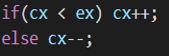 if(cx < ex) cx++;
else cx--;